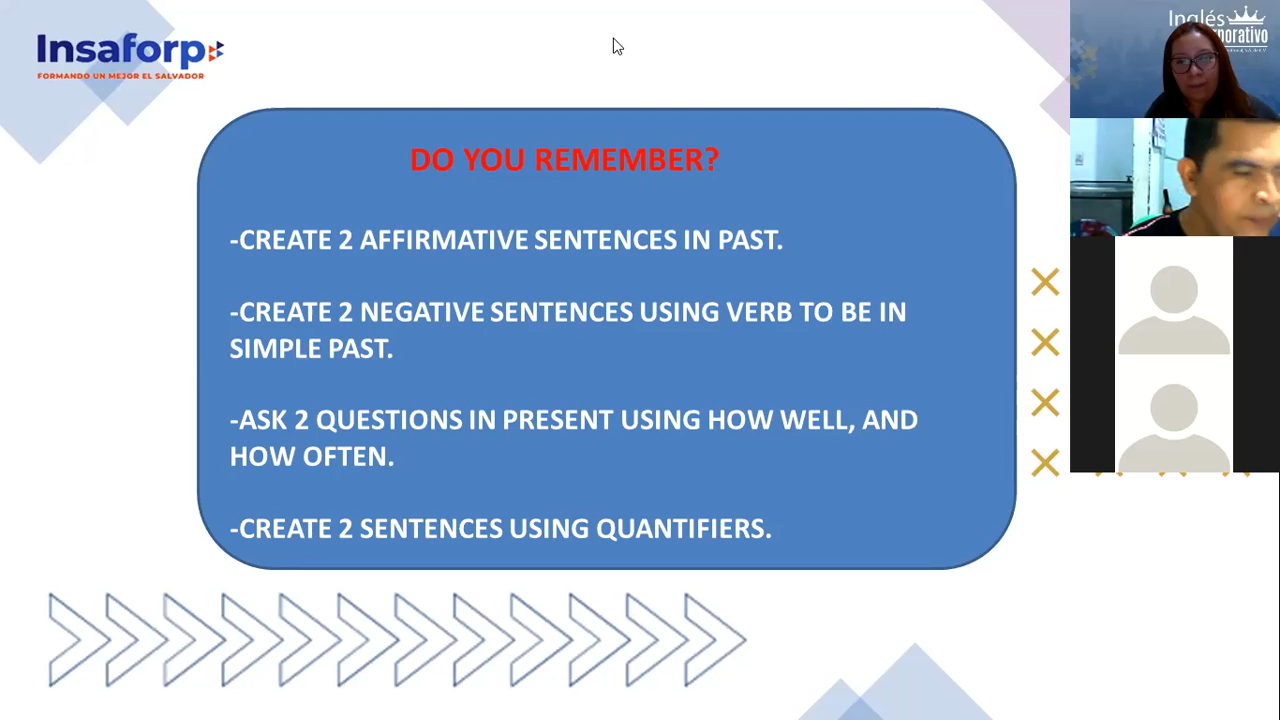 Insaforp
FORMANDO UN MEJOR EL SALVADOR
Inglés
DO YOU REMEMBER?
-CREATE 2 AFFIRMATIVE SENTENCES IN PAST.
-CREATE 2 NEGATIVE SENTENCES USING VERB TO BE IN
SIMPLE PAST.
-ASK 2 QUESTIONS IN PRESENT USING HOW WELL, AND
HOW OFTEN.
-CREATE 2 SENTENCES USING QUANTIFIERS.